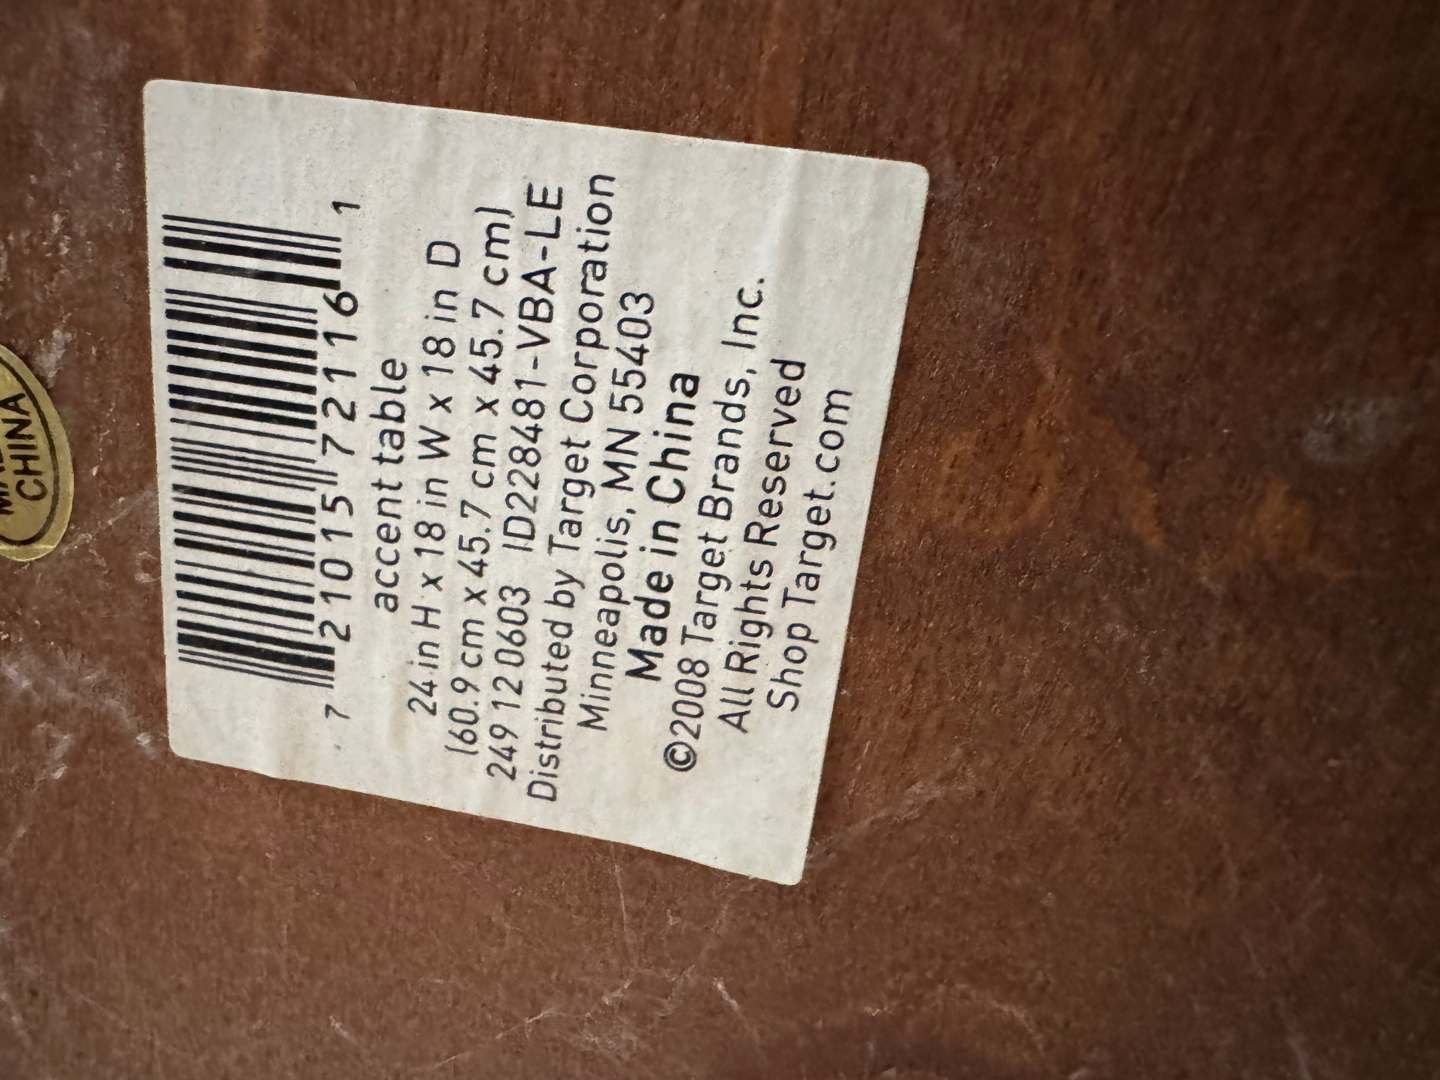 7 21015 72116 1
accent table
24 in H x 18 in W x 18 in D
(60.9 cm x 45.7 cm x 45.7 cm)
249 12 0603 ID22848 1-VBA-LE
Distributed by Target Corporation
Minneapolis, MN 55403
Made in China
©2008 Target Brands, Inc.
All Rights Reserved
Shop Target.com
CHINA